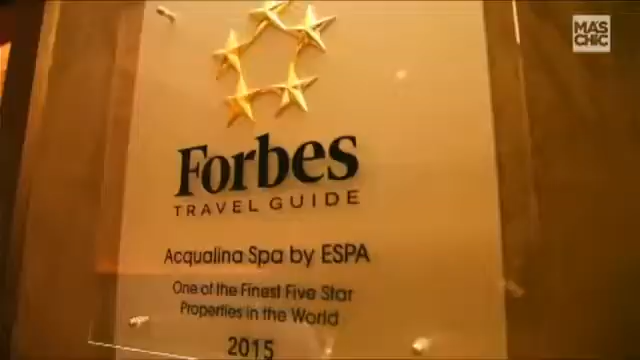 MÁS
CHIC
Forbes
TRAVEL GUIDE
Acqualina Spa by ESPA
One of the Finest Five Star
Properties in the World
2015